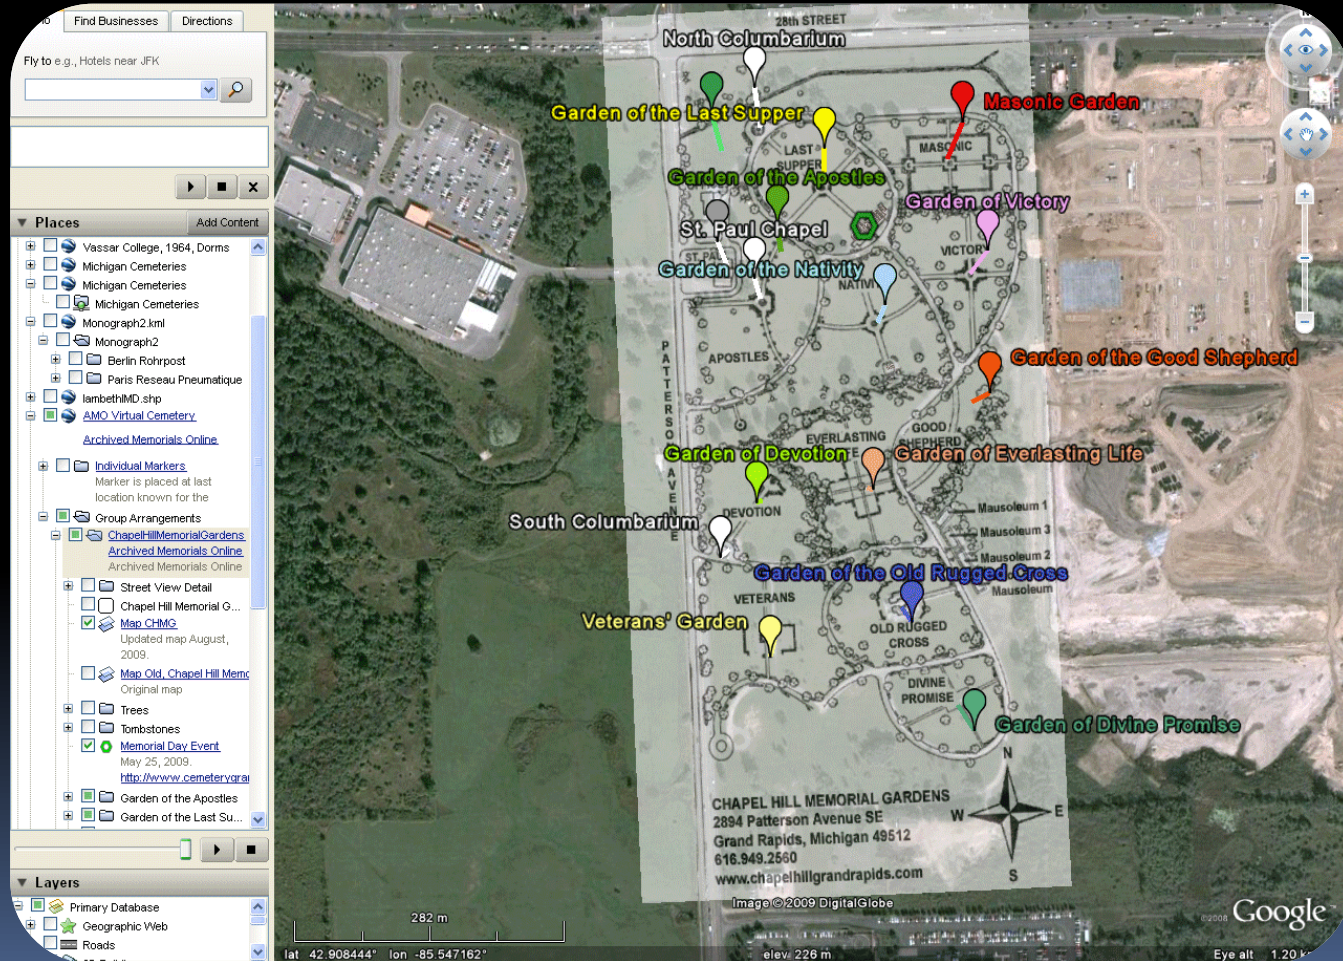 Find Businesses
Directions
Fly to e.g., Hotels near JFK
Places
Add Content
Vassar College, 1964, Dorms
Michigan Cemeteries
Michigan Cemeteries
Michigan Cemeteries
Monograph2.kml
Monograph2
Berlin Rohrpost
Paris Reseau Pneumatique
lambethIMD.shp
AMO Virtual Cemetery
Archived Memorials Online
Individual Markers
Marker is placed at last
location known for the
Group Arrangements
ChapelHillMemorialGardens
Archived Memorials Online
Archived Memorials Online
Street View Detail
Chapel Hill Memorial G...
Map CHMG
Updated map August,
2009.
Map Old, Chapel Hill Memo
Original map
Trees
Tombstones
Memorial Day Event
May 25, 2009.
http://www.cemeterygra
Garden of the Apostles
Garden of the Last Su...
Layers
Primary Database
Geographic Web
Roads
28th STREET
North Columbarium
Garden of the Last Supper
Masonic Garden
LAST
SUPPER
MASONIC
Garden of the Apostles
Garden of Victory
St. Paul Chapel
ST. PA
VICTORY
Garden of the Nativity
NATIVI
PATTERSON AVENUE
APOSTLES
Garden of the Good Shepherd
GOOD
SHEPHERD
EVERLASTING
Garden of Devotion
Garden of Everlasting Life
DEVOTION
South Columbarium
Mausoleum 1
Mausoleum 3
Mausoleum 2
Mausoleum
Garden of the Old Rugged Cross
VETERANS
Veterans' Garden
OLD RUGGED
CROSS
DIVINE
PROMISE
Garden of Divine Promise
N
W
E
S
CHAPEL HILL MEMORIAL GARDENS
2894 Patterson Avenue SE
Grand Rapids, Michigan 49512
616.949.2560
www.chapelhillgrandrapids.com
Image © 2009 DigitalGlobe
©2008 Google
282 m
lat 42.908444° lon -85.547162°
elev 226 m
Eye alt 1.20 k